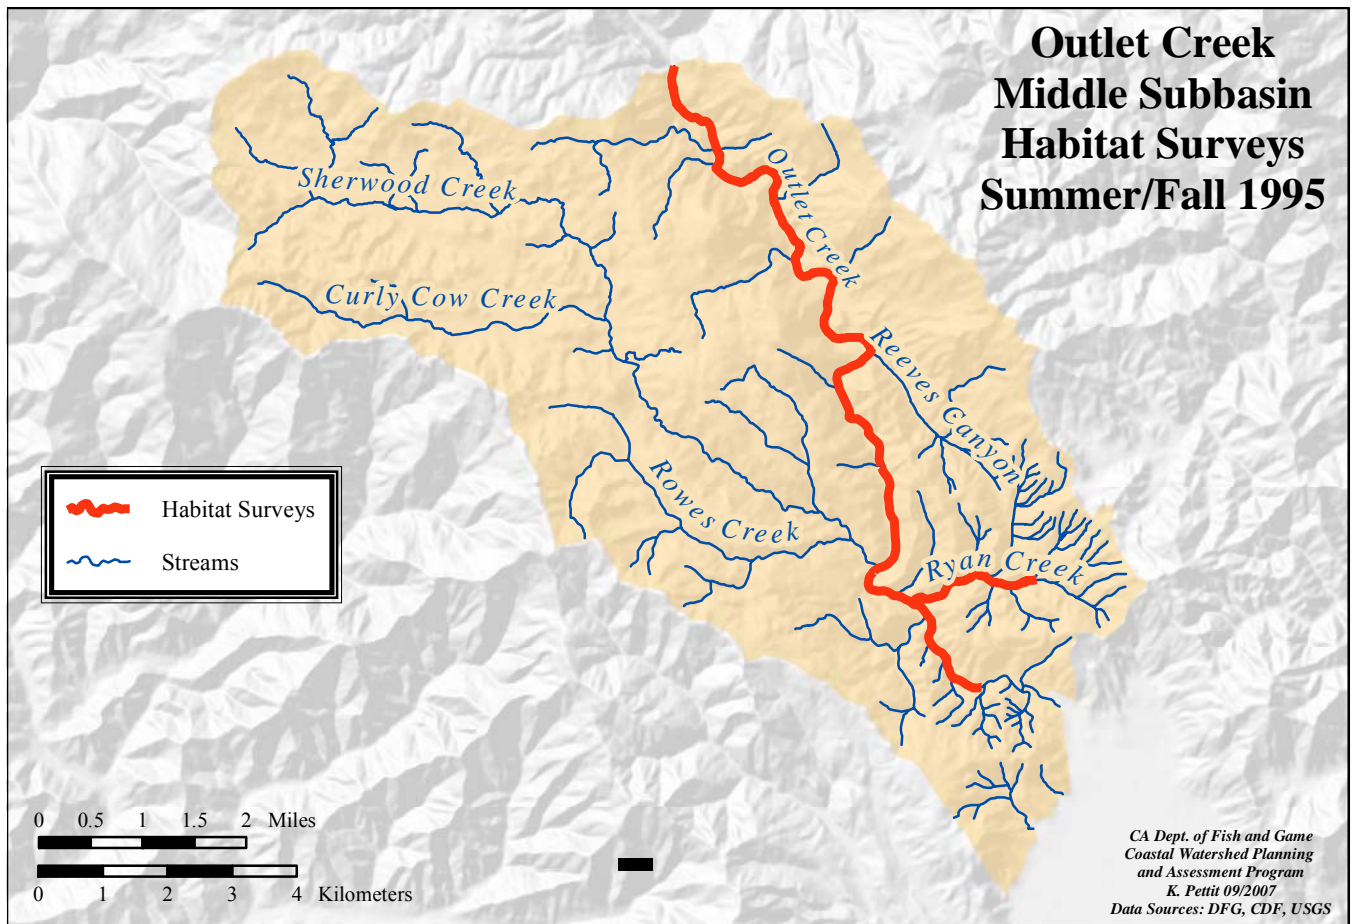 Outlet Creek
Middle Subbasin
Habitat Surveys
Summer/Fall 1995
Outlet Creek
Sherwood Creek
Curly Cow Creek
Reeves Canyon
Rowes Creek
Ryan Creek
Habitat Surveys
Streams
0 0.5 1 1.5 2 Miles
0 1 2 3 4 Kilometers
CA Dept. of Fish and Game
Coastal Watershed Planning
and Assessment Program
K. Pettit 09/2007
Data Sources: DFG, CDF, USGS